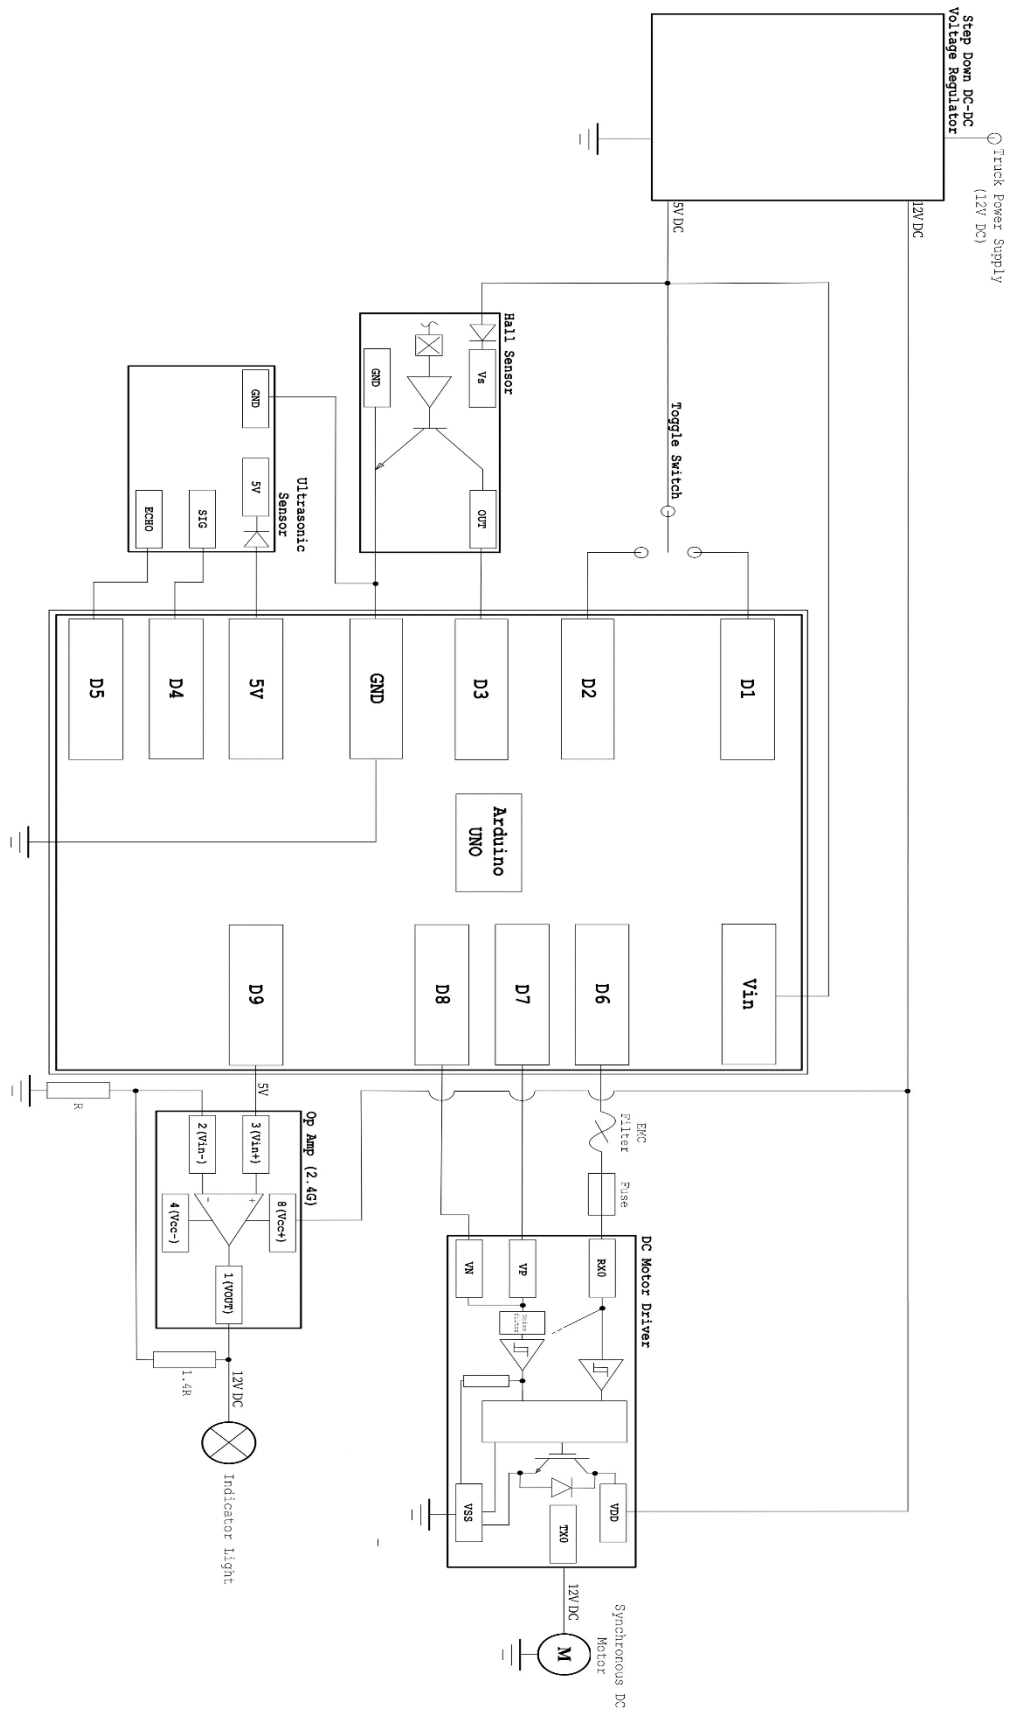 Truck Power Supply
(12V DC)
Step Down DC-DC
Voltage Regulator
12V DC
5V DC
Toggle Switch
Hall Sensor
Vs
GND
OUT
Ultrasonic
Sensor
GND
5V
SIG
ECHO
D1
D2
D3
GND
5V
D4
D5
Arduino
UNO
Vin
D6
D7
D8
D9
5V
R
EMC
Filter
Fuse
Op Amp (2.4G)
3(Vin+)
2(Vin-)
+
-
8(Vcc+)
4(Vcc-)
1(VOUT)
1.4R
12V DC
Indicator Light
DC Motor Driver
RX0
VP
VN
Noise
filter
VDD
VSS
TX0
12V DC
M
Synchronous DC
Motor